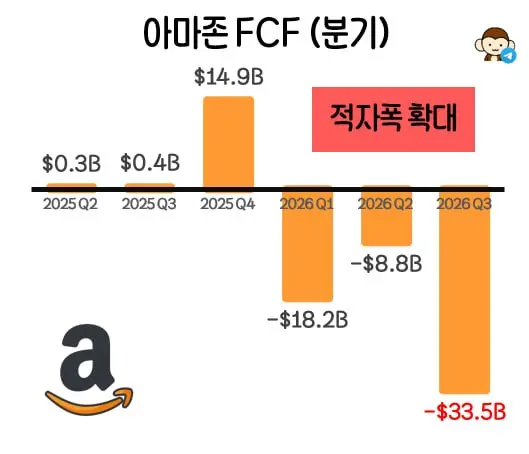 아마존 FCF (분기)
적자폭 확대
$0.3B
$0.4B
$14.9B
2025 Q2
2025 Q3
2025 Q4
2026 Q1
2026 Q2
2026 Q3
-$18.2B
-$8.8B
-$33.5B
a